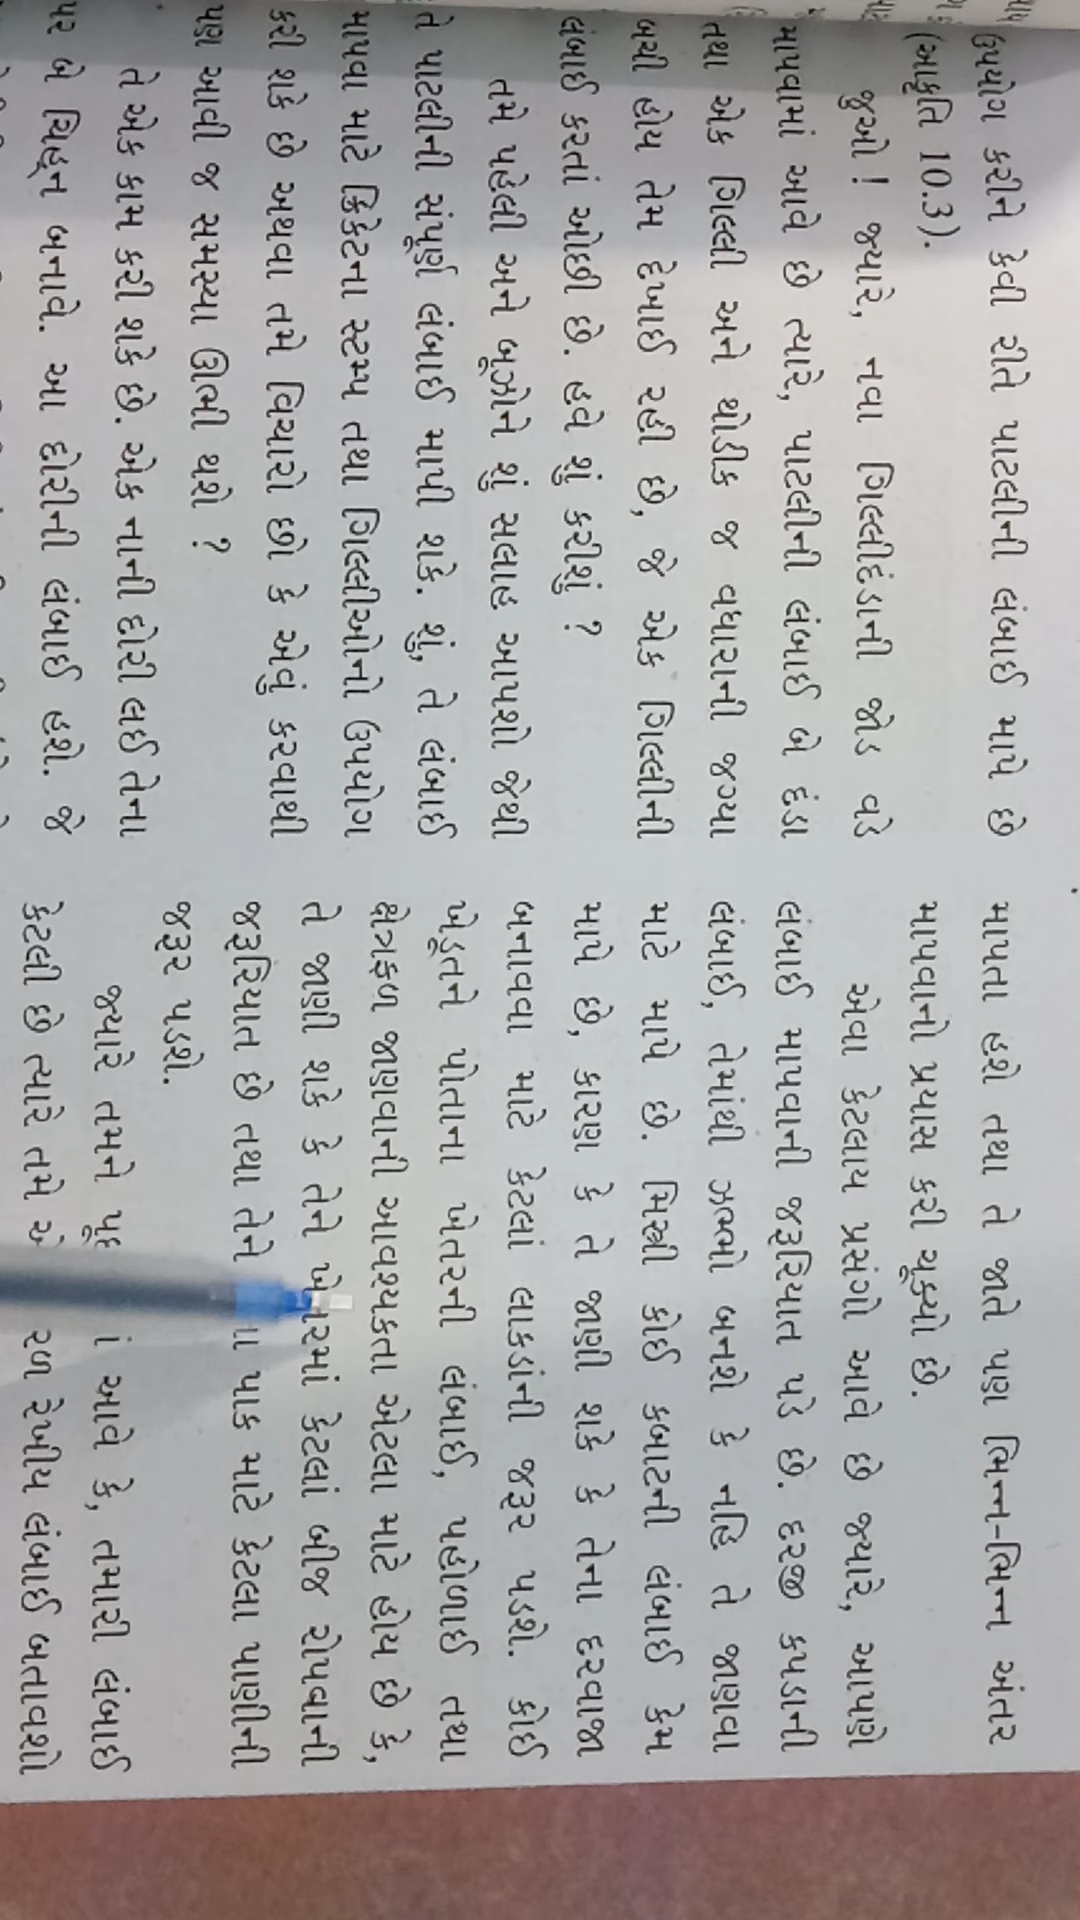 ઉપયોગ કરીને કેવી રીતે પાટલીની લંબાઈ માપે છે
(આકૃતિ 10.3).
જુઓ ! જ્યારે, નવા ગિલ્લીદંડાની જોડ વડે
માપવામાં આવે છે ત્યારે, પાટલીની લંબાઈ બે દંડા
તથા એક ગિલ્લી અને થોડીક જ વધારાની જગ્યા
બચી હોય તેમ દેખાઈ રહી છે, જે એક ગિલ્લીની
લંબાઈ કરતાં ઓછી છે. હવે શું કરીશું ?
તમે પહેલી અને બૂઝોને શું સલાહ આપશો જેથી
તે પાટલીની સંપૂર્ણ લંબાઈ માપી શકે. શું, તે લંબાઈ
માપવા માટે ક્રિકેટના સ્ટમ્પ તથા ગિલ્લીઓનો ઉપયોગ
કરી શકે છે અથવા તમે વિચારો છો કે એવું કરવાથી
પણ આવી જ સમસ્યા ઊભી થશે ?
તે એક કામ કરી શકે છે. એક નાની દોરી લઈ તેના
પર બે ચિહ્ન બનાવે. આ દોરીની લંબાઈ હશે. જે
માપતા હશે તથા તે જાતે પણ ભિન્ન-ભિન્ન અંતર
માપવાનો પ્રયાસ કરી ચૂક્યો છે.
એવા કેટલાય પ્રસંગો આવે છે જ્યારે, આપણે
લંબાઈ માપવાની જરૂરિયાત પડે છે. દરજી કપડાની
લંબાઈ, તેમાંથી ઝભ્ભો બનશે કે નહિ તે જાણવા
માટે માપે છે. મિસ્ત્રી કોઈ કબાટની લંબાઈ કેમ
માપે છે, કારણ કે તે જાણી શકે કે તેના દરવાજા
બનાવવા માટે કેટલાં લાકડાંની જરૂર પડશે. કોઈ
ખેડૂતને પોતાના ખેતરની લંબાઈ, પહોળાઈ તથા
ક્ષેત્રફળ જાણવાની આવશ્યકતા એટલા માટે હોય છે કે,
તે જાણી શકે કે તેને કેટલાં બીજ રોપવાની
જરૂરિયાત છે તથા તેને પાક માટે કેટલા પાણીની
જરૂર પડશે.
જ્યારે તમને આવે કે, તમારી લંબાઈ
કેટલી છે ત્યારે તમે રેખીય લંબાઈ બતાવશો